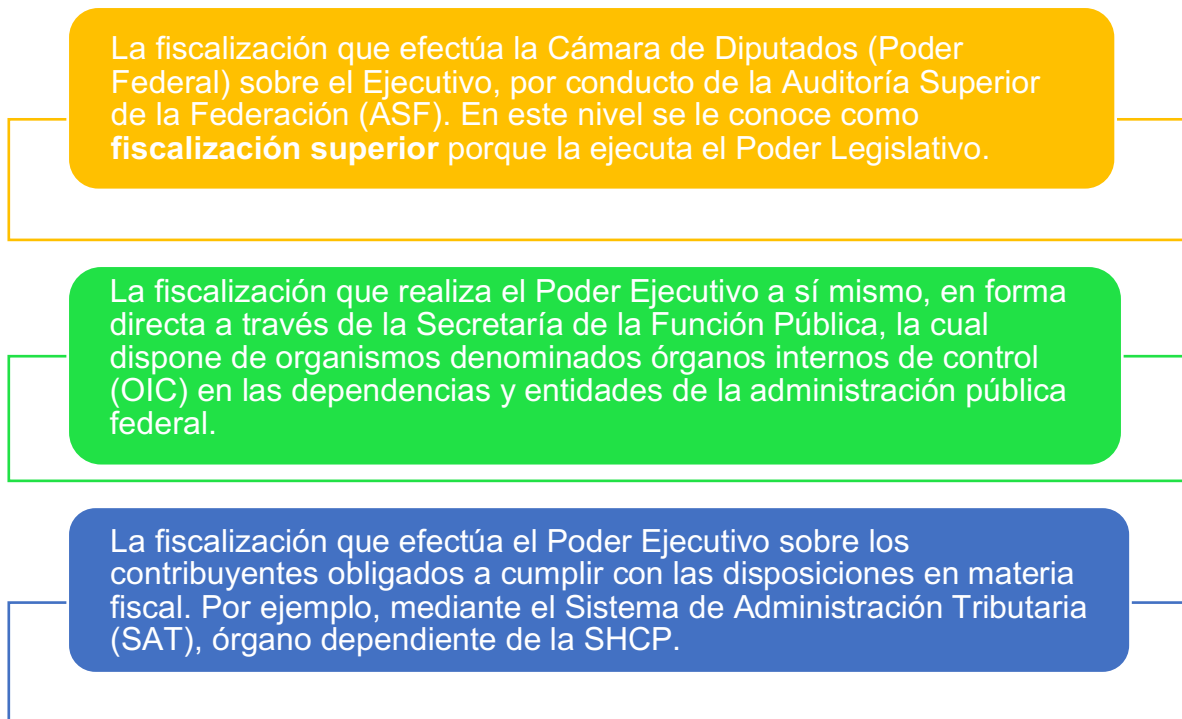 La fiscalización que efectúa la Cámara de Diputados (Poder
Federal) sobre el Ejecutivo, por conducto de la Auditoría Superior
de la Federación (ASF). En este nivel se le conoce como
fiscalización superior porque la ejecuta el Poder Legislativo.
La fiscalización que realiza el Poder Ejecutivo a sí mismo, en forma
directa a través de la Secretaría de la Función Pública, la cual
dispone de organismos denominados órganos internos de control
(OIC) en las dependencias y entidades de la administración pública
federal.
La fiscalización que efectúa el Poder Ejecutivo sobre los
contribuyentes obligados a cumplir con las disposiciones en materia
fiscal. Por ejemplo, mediante el Sistema de Administración Tributaria
(SAT), órgano dependiente de la SHCP.